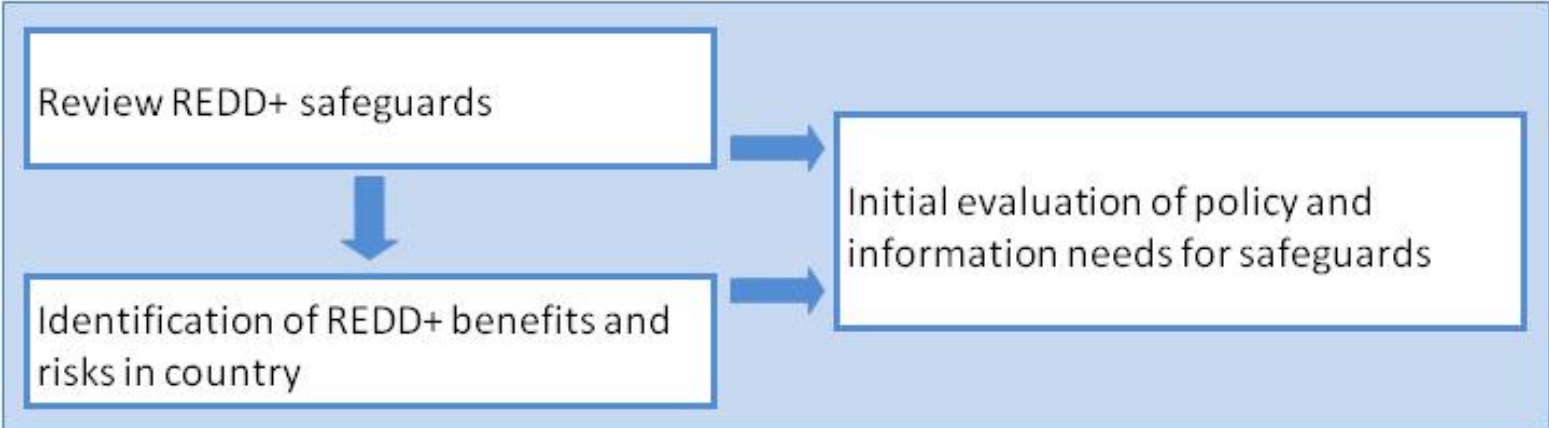 Review REDD+ safeguards
Initial evaluation of policy and
information needs for safeguards
Identification of REDD+ benefits and
risks in country